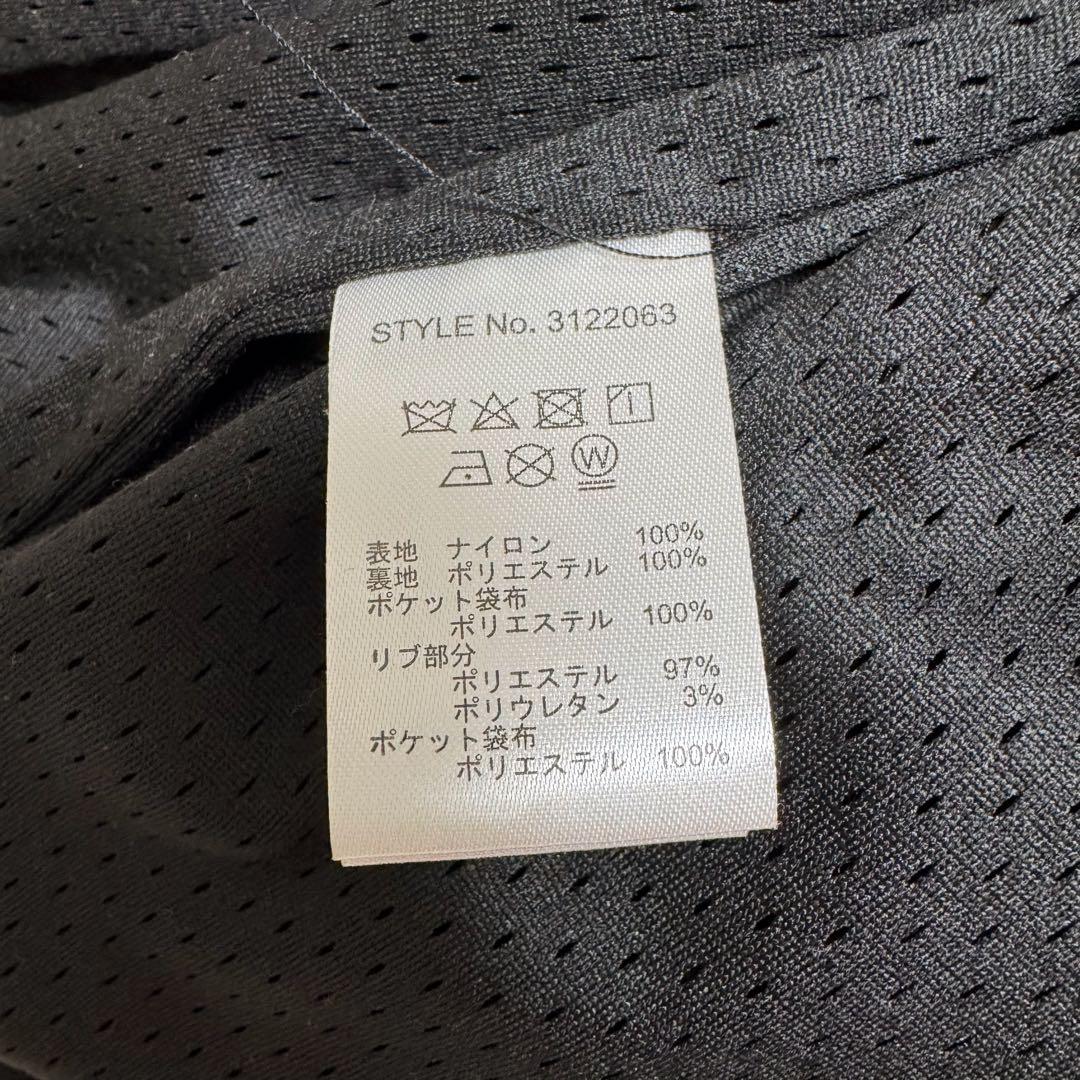 STYLE No. 3122063
W
表地 ナイロン 100%
裏地 ポリエステル 100%
ポケット袋布
ポリエステル 100%
リブ部分
ポリエステル 97%
ポリウレタン 3%
ポケット袋布
ポリエステル 100%